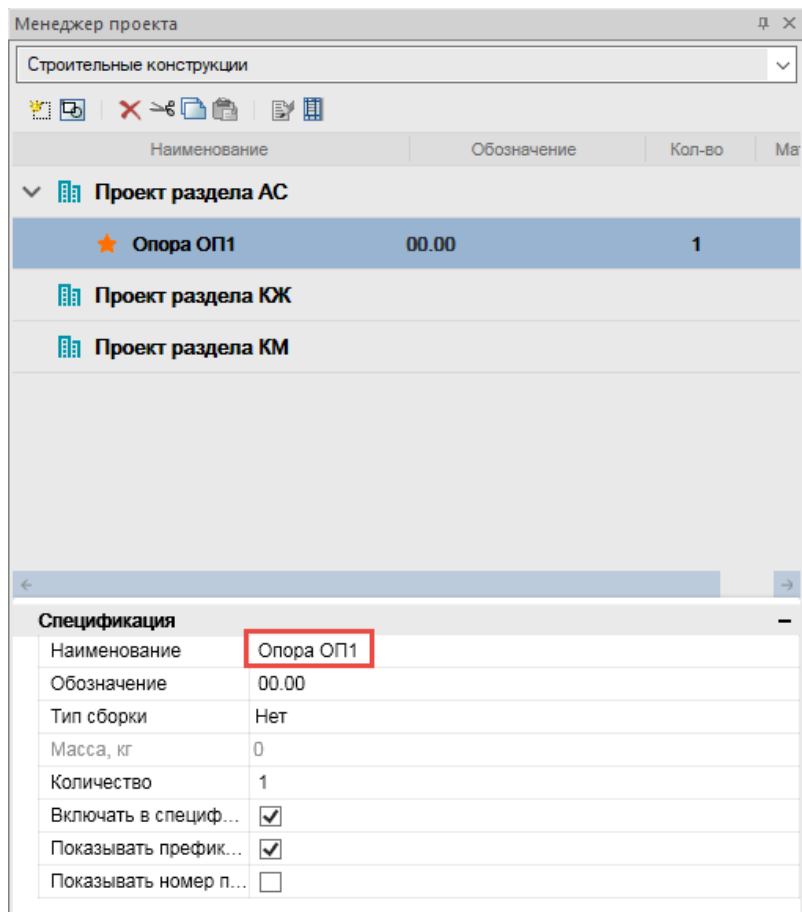 Менеджер проекта
Строительные конструкции
Наименование Обозначение Кол-во Ма
Проект раздела АС
Опора ОП1 00.00 1
Проект раздела КЖ
Проект раздела КМ
Спецификация
Наименование Опора ОП1
Обозначение 00.00
Тип сборки Нет
Масса, кг 0
Количество 1
Включать в специф...
Показывать префик...
Показывать номер п...